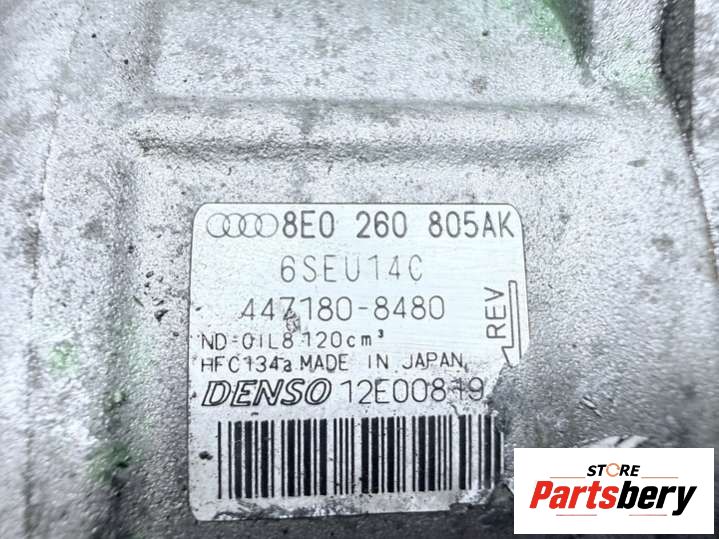 8E0 260 805AK
6SEU14C
447180-8480
ND-OIL8 120cm³
HFC134a MADE IN JAPAN
DENSO 12E00819
REV
STORE
Partsbery